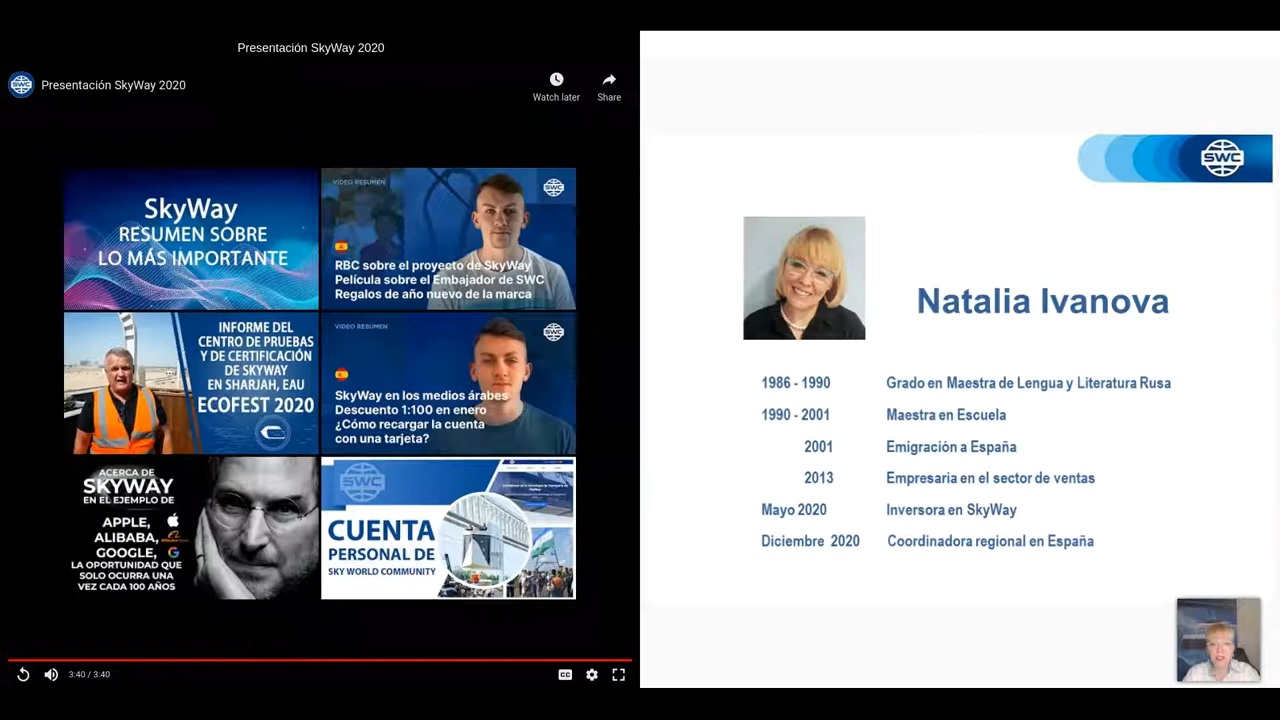 Presentación SkyWay 2020
SWC
Presentación SkyWay 2020
Watch later
Share
SkyWay
RESUMEN SOBRE
LO MÁS IMPORTANTE
VIDEO RESUMEN
SWC
RBC sobre el proyecto de SkyWay
Película sobre el Embajador de SWC
Regalos de año nuevo de la marca
INFORME DEL
CENTRO DE PRUEBAS
Y DE CERTIFICACIÓN
DE SKYWAY
EN SHARJAH, EAU
ECOFEST 2020
VIDEO RESUMEN
SWC
SkyWay en los medios árabes
Descuento 1:100 en enero
¿Cómo recargar la cuenta
con una tarjeta?
ACERCA DE
SKYWAY
EN EL EJEMPLO DE
APPLE,
ALIBABA,
GOOGLE,
LA OPORTUNIDAD QUE
SOLO OCURRA UNA
VEZ CADA 100 AÑOS
SWC
CUENTA
PERSONAL DE
SKY WORLD COMMUNITY
3:40 / 3:40
CC
SWC
Natalia Ivanova
1986 - 1990 Grado en Maestra de Lengua y Literatura Rusa
1990 - 2001 Maestra en Escuela
2001 Emigración a España
2013 Empresaria en el sector de ventas
Mayo 2020 Inversora en SkyWay
Diciembre 2020 Coordinadora regional en España